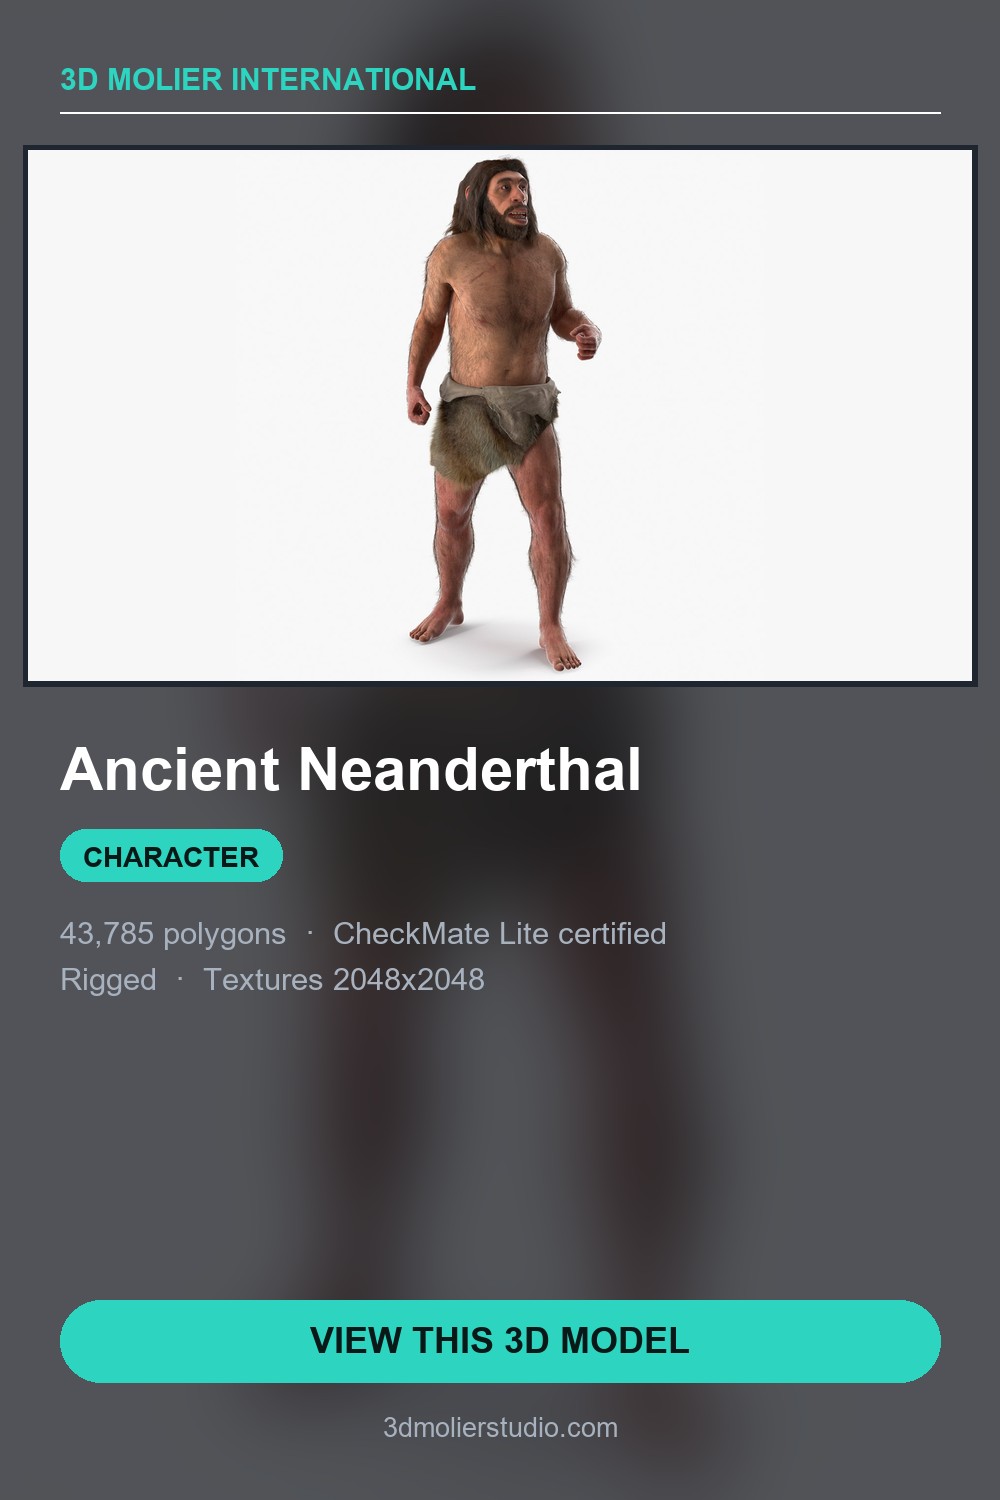 3D MOLIER INTERNATIONAL
Ancient Neanderthal
CHARACTER
43,785 polygons · CheckMate Lite certified
Rigged · Textures 2048x2048
VIEW THIS 3D MODEL
3dmolierstudio.com